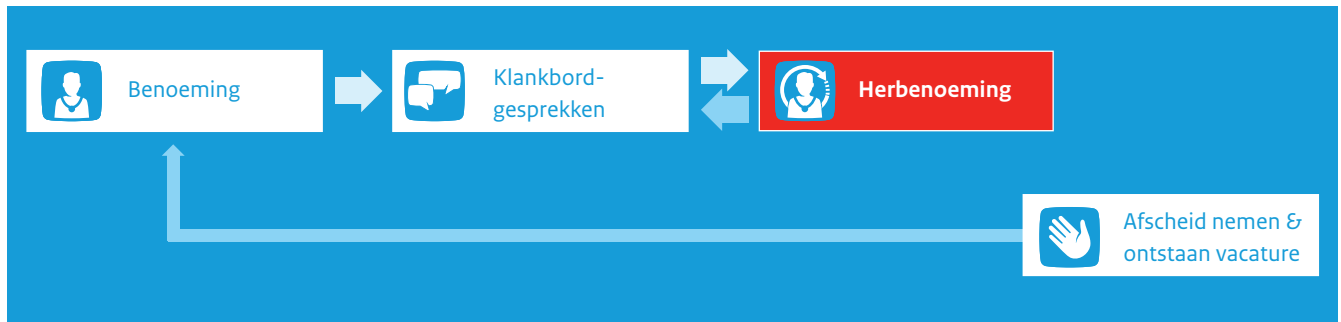 Benoeming
Klankbord-
gesprekken
Herbenoeming
Afscheid nemen &
ontstaan vacature